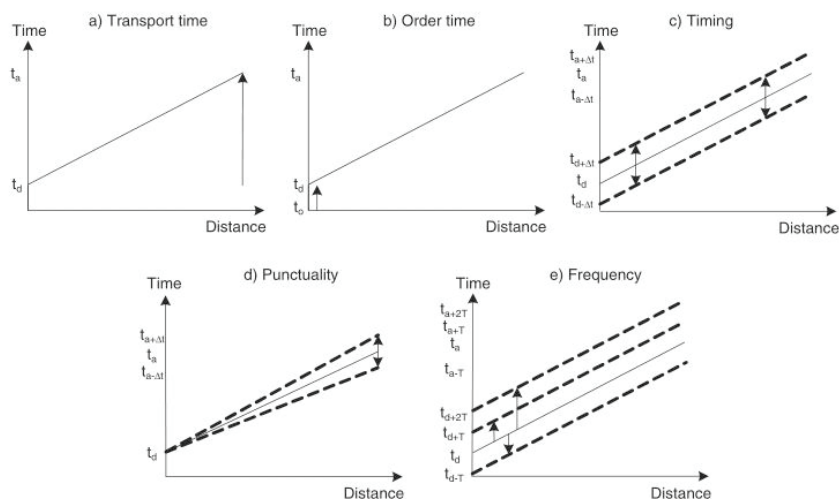 a) Transport time
Time
t_a
t_d
Distance
b) Order time
Time
t_a
t_d
t_o
Distance
c) Timing
Time
t_a+Δt
t_a
t_a-Δt
t_d+Δt
t_d
t_d-Δt
Distance
d) Punctuality
Time
t_a+Δt
t_a
t_a-Δt
t_d
Distance
e) Frequency
Time
t_a+2T
t_a+T
t_a
t_a-T
t_d+2T
t_d+T
t_d
t_d-T
Distance